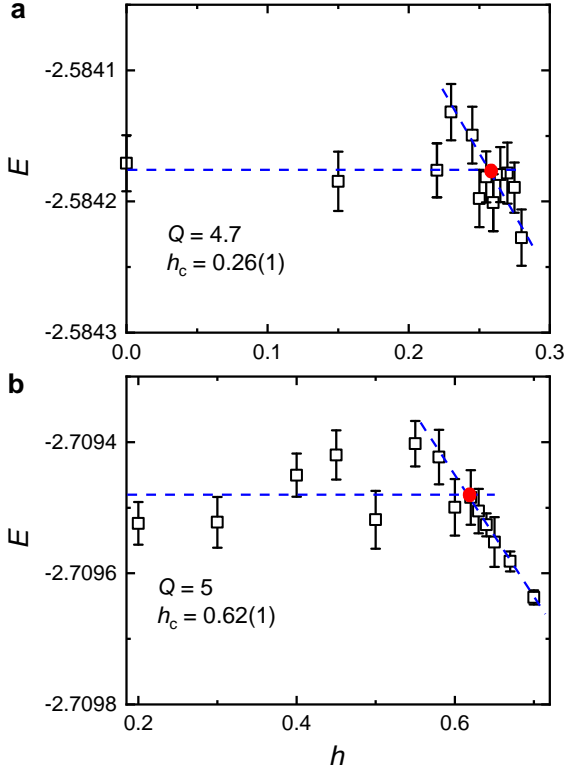 a
-2.5841
-2.5842
-2.5843
E
Q = 4.7
h_c = 0.26(1)
0.0 0.1 0.2 0.3
b
-2.7094
-2.7096
-2.7098
E
Q = 5
h_c = 0.62(1)
0.2 0.4 0.6
h